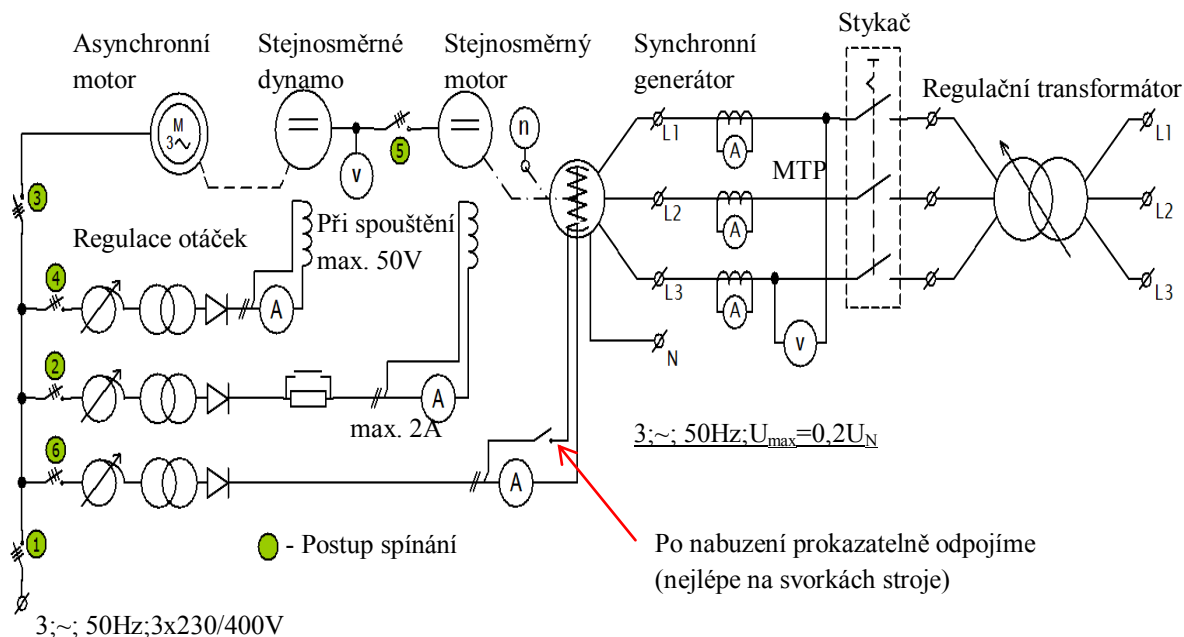 Asynchronní
motor
Stejnosměrné
dynamo
Stejnosměrný
motor
Synchronní
generátor
Stykač
Regulační transformátor
M
3~
5
V
n
L1
L2
L3
N
A
A
A
MTP
V
L1
L2
L3
3
Regulace otáček
Při spouštění
max. 50V
4
A
2
A
max. 2A
6
A
3;~; 50Hz;Umax=0,2UN
1
- Postup spínání
Po nabuzení prokazatelně odpojíme
(nejlépe na svorkách stroje)
3;~; 50Hz;3x230/400V